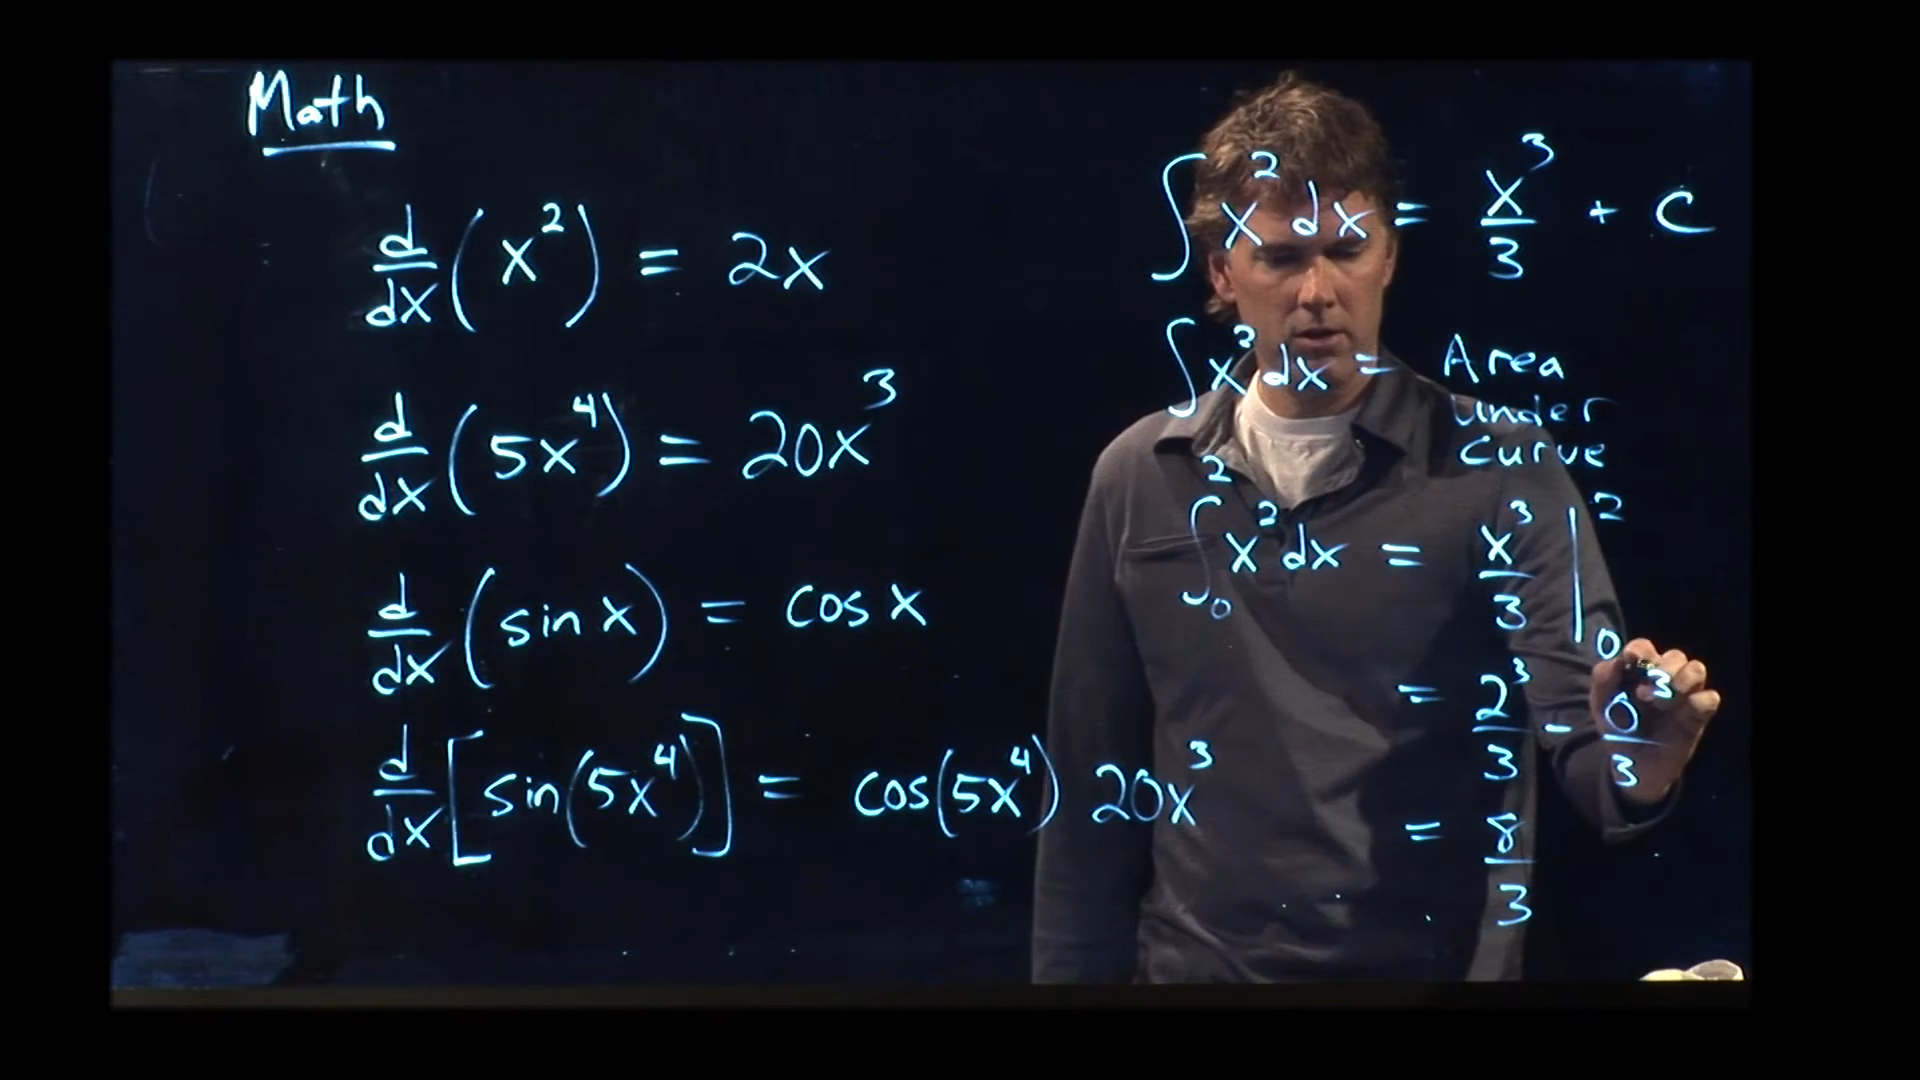 Math
d/dx (x²) = 2x
d/dx (5x⁴) = 20x³
d/dx (sin x) = cos x
d/dx [sin(5x⁴)] = cos(5x⁴) 20x³
∫ x² dx = x³/3 + C
∫ x³ dx = Area
under
Curve
∫₀² x² dx = x³/3 |₀²
= 2³/3 - 0³/3
= 8/3